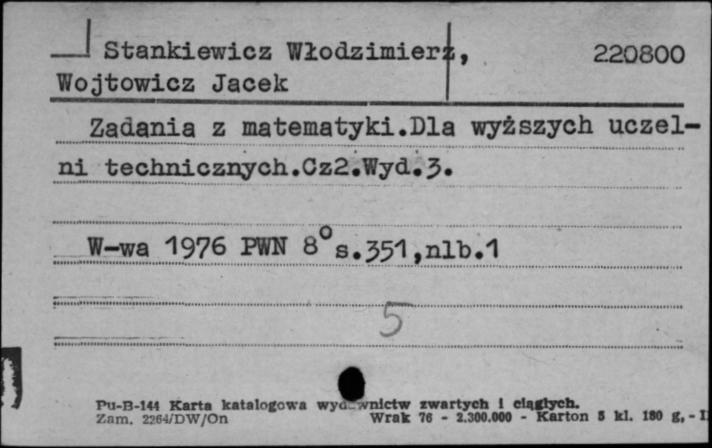 Stankiewicz Włodzimierz, 220800
Wojtowicz Jacek
Zadania z matematyki.Dla wyższych uczel-
ni technicznych.Cz2.Wyd.3.
W-wa 1976 PWN 8° s.351,nlb.1
5
Pu-B-144 Karta katalogowa wydawnictw zwartych i ciągłych.
Zam. 2264/DW/On Wrak 76 - 2.300.000 - Karton 5 kl. 180 g, -